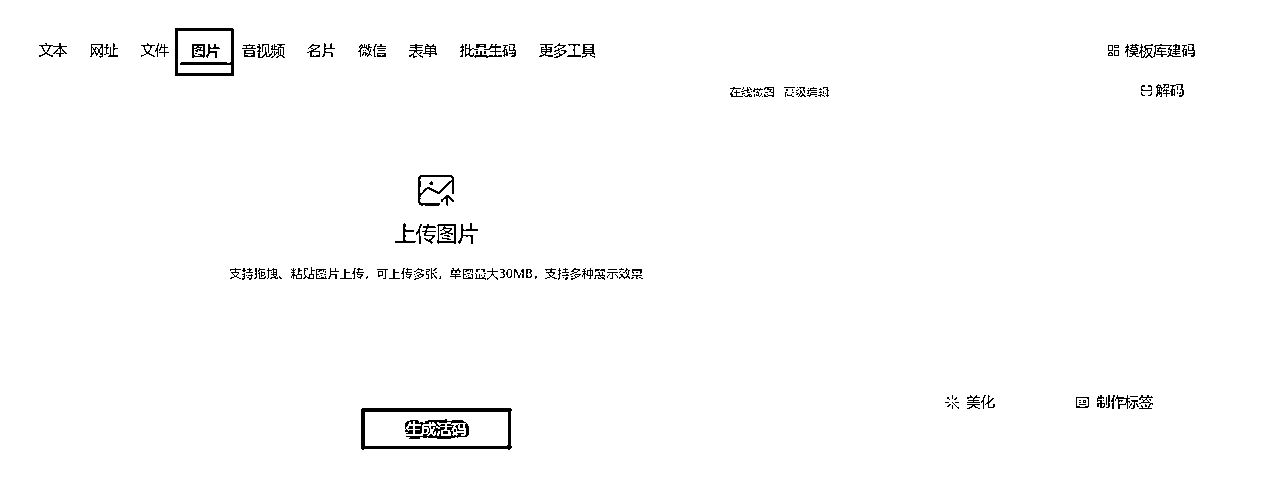 文本 网址 文件 图片 音视频 名片 微信 表单 批量生码 更多工具 模板库建码
在线做图 高级编辑 解码
上传图片
支持拖拽、粘贴图片上传，可上传多张，单图最大30MB，支持多种展示效果
美化 制作标签
生成活码